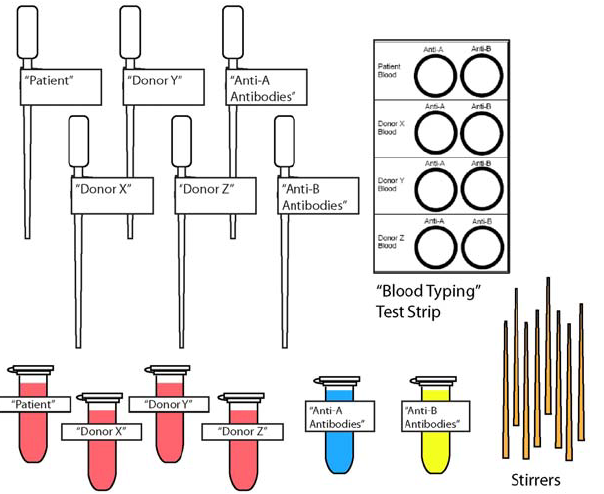 "Patient"
"Donor Y"
"Anti-A
Antibodies"
"Donor X"
"Donor Z"
"Anti-B
Antibodies"
Anti-A
Anti-B
Patient
Blood
Anti-A
Anti-B
Donor X
Blood
Anti-A
Anti-B
Donor Y
Blood
Anti-A
Anti-B
Donor Z
Blood
"Blood Typing"
Test Strip
"Patient"
"Donor Y"
"Donor X"
"Donor Z"
"Anti-A
Antibodies"
"Anti-B
Antibodies"
Stirrers